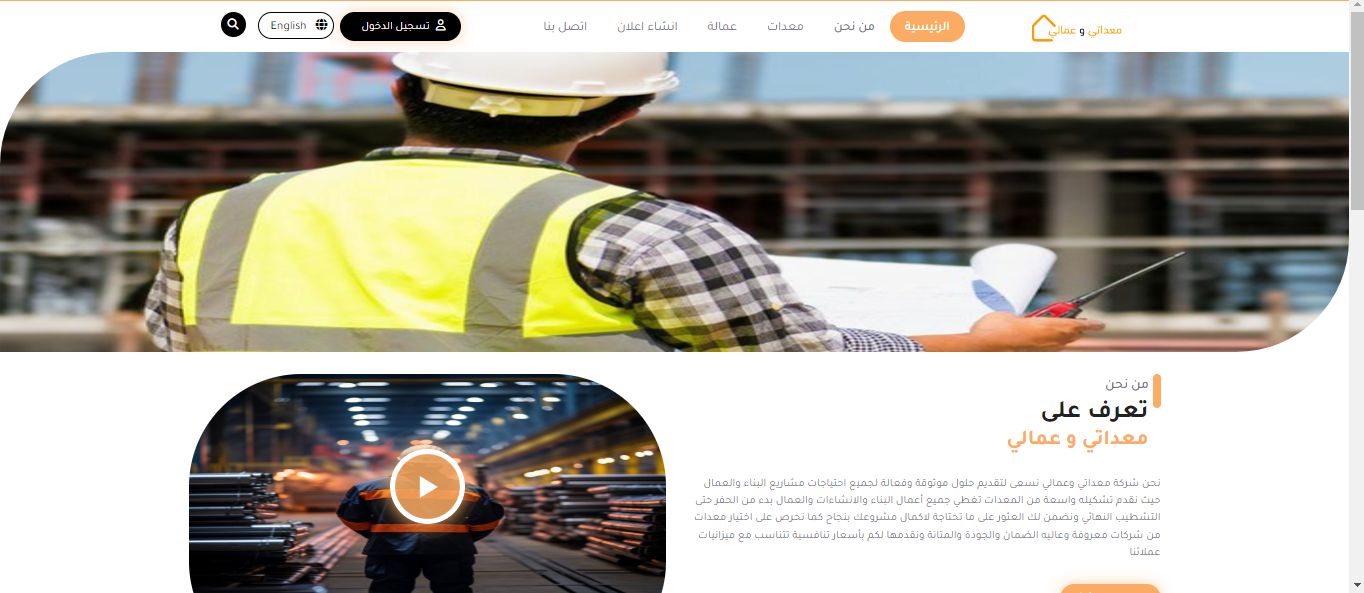 معداتي و عمالي
الرئيسية
من نحن
معدات
عمالة
انشاء اعلان
اتصل بنا
تسجيل الدخول
English
من نحن
تعرف على
معداتي و عمالي
نحن شركة معداتي وعمالي نسعى لتقديم حلول موثوقة وفعالة لجميع احتياجات مشاريع البناء والعمال
حيث نقدم تشكيله واسعة من المعدات تغطي جميع أعمال البناء والانشاءات والعمال بدء من الحفر حتى
التشطيب النهائي ونضمن لك العثور على ما تحتاجة لاكمال مشروعك بنجاح كما نحرص على اختيار معدات
من شركات معروفة وعاليه الضمان والجودة والمتانة ونقدمها لكم بأسعار تنافسية تتناسب مع ميزانيات
عملائنا